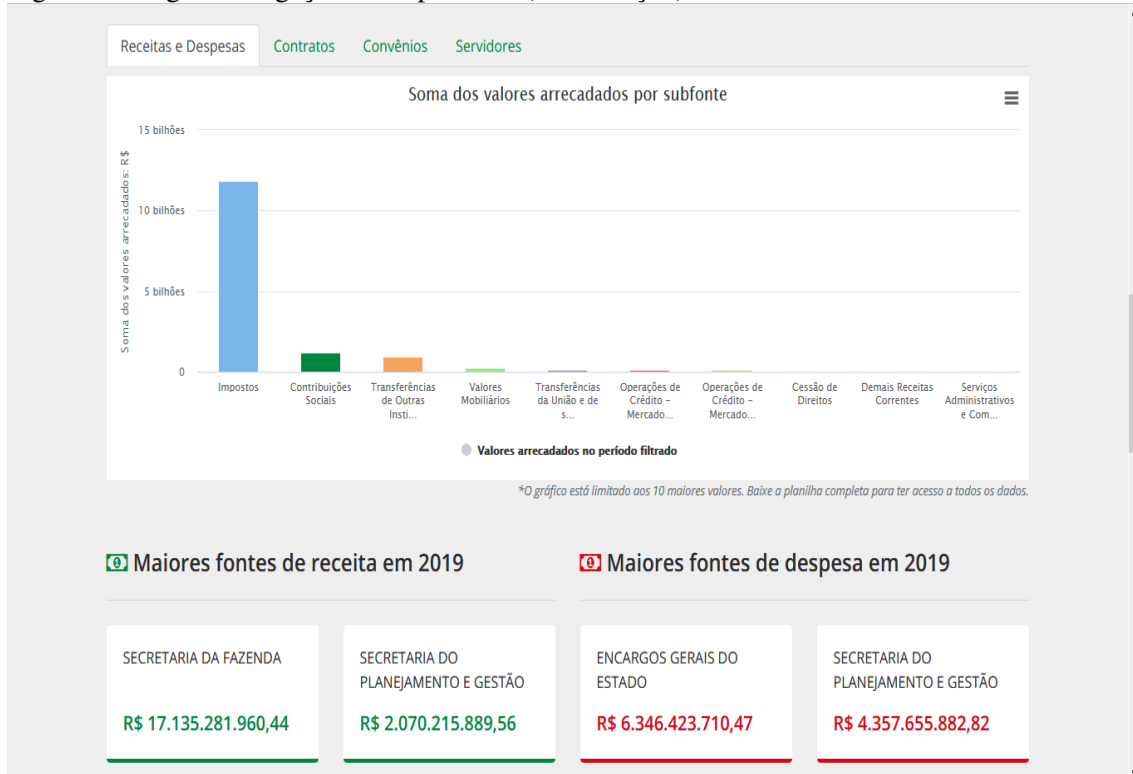 Receitas e Despesas Contratos Convênios Servidores
Soma dos valores arrecadados por subfonte
Soma dos valores arrecadados: R$
15 bilhões
10 bilhões
5 bilhões
0
Impostos
Contribuições
Sociais
Transferências
de Outras
Insti...
Valores
Mobiliários
Transferências
da União e de
s...
Operações de
Crédito –
Mercado...
Operações de
Crédito –
Mercado...
Cessão de
Direitos
Demais Receitas
Correntes
Serviços
Administrativos
e Com...
Valores arrecadados no período filtrado
*O gráfico está limitado aos 10 maiores valores. Baixe a planilha completa para ter acesso a todos os dados.
Maiores fontes de receita em 2019
SECRETARIA DA FAZENDA
R$ 17.135.281.960,44
SECRETARIA DO
PLANEJAMENTO E GESTÃO
R$ 2.070.215.889,56
Maiores fontes de despesa em 2019
ENCARGOS GERAIS DO
ESTADO
R$ 6.346.423.710,47
SECRETARIA DO
PLANEJAMENTO E GESTÃO
R$ 4.357.655.882,82